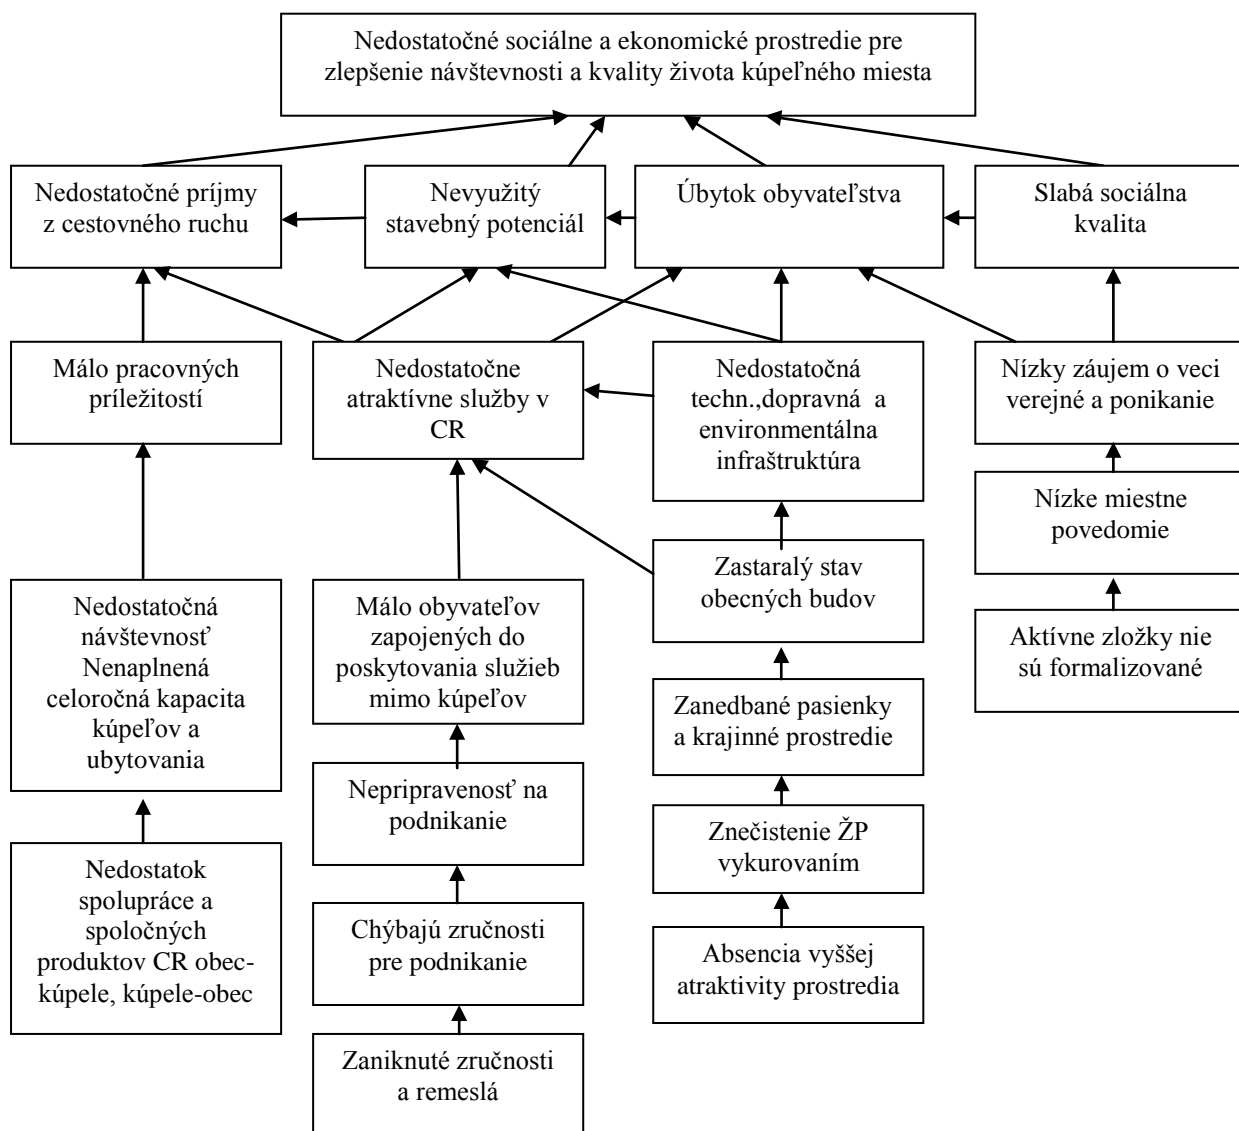 Nedostatočné sociálne a ekonomické prostredie pre
zlepšenie návštevnosti a kvality života kúpeľného miesta
Nedostatočné príjmy
z cestovného ruchu
Nevyužitý
stavebný potenciál
Úbytok obyvateľstva
Slabá sociálna
kvalita
Málo pracovných
príležitostí
Nedostatočne
atraktívne služby v
CR
Nedostatočná
techn.,dopravná a
environmentálna
infraštruktúra
Nízky záujem o veci
verejné a ponikanie
Nízke miestne
povedomie
Zastaralý stav
obecných budov
Nedostatočná
návštevnosť
Nenaplnená
celoročná kapacita
kúpeľov a
ubytovania
Málo obyvateľov
zapojených do
poskytovania služieb
mimo kúpeľov
Aktívne zložky nie
sú formalizované
Zanedbané pasienky
a krajinné prostredie
Nepripravenosť na
podnikanie
Znečistenie ŽP
vykurovaním
Nedostatok
spolupráce a
spoločných
produktov CR obec-
kúpele, kúpele-obec
Chýbajú zručnosti
pre podnikanie
Absencia vyššej
atraktivity prostredia
Zaniknuté zručnosti
a remeslá